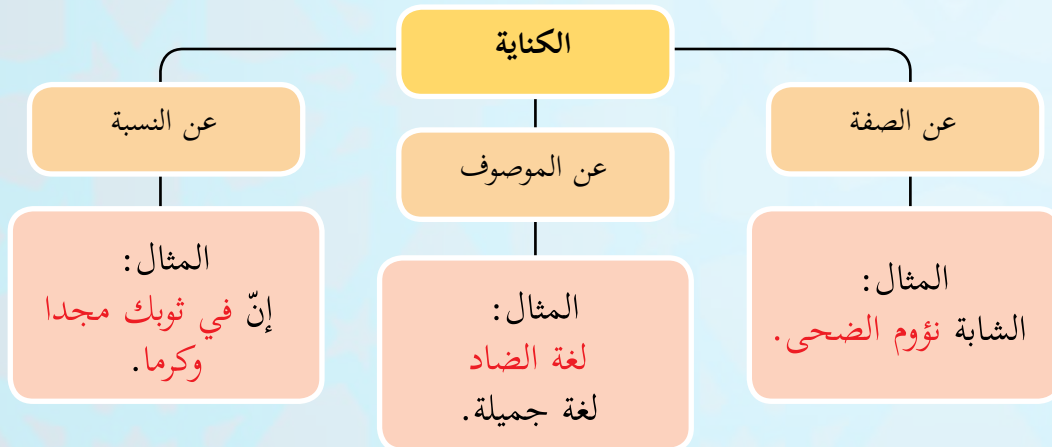 الكناية
عن الصفة
عن الموصوف
عن النسبة
المثال:
الشابة نؤوم الضحى.
المثال:
لغة الضاد
لغة جميلة.
المثال:
إنّ في ثوبك مجدا
وكرما.